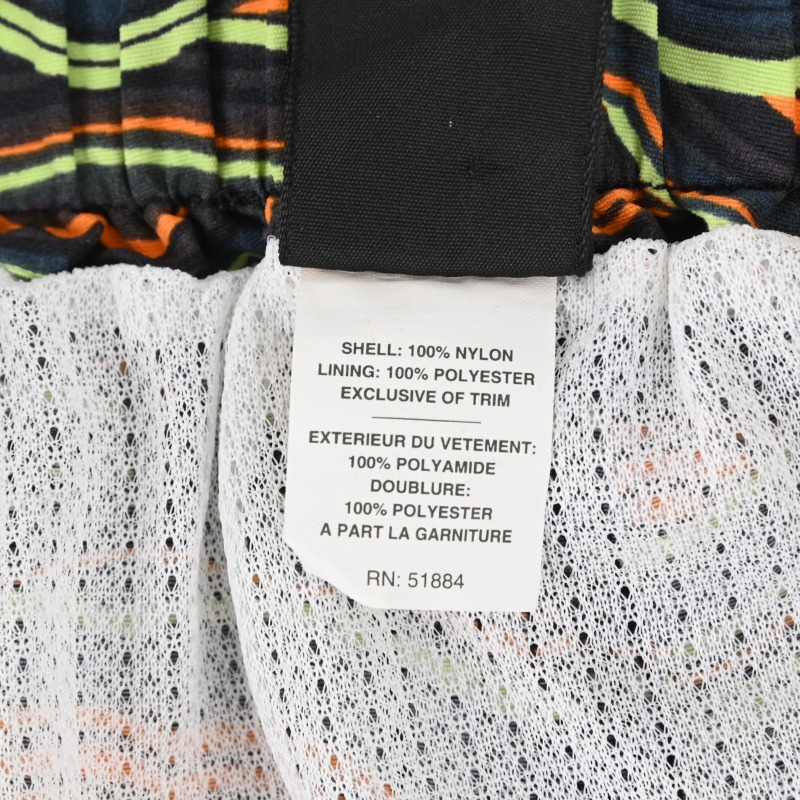 SHELL: 100% NYLON
LINING: 100% POLYESTER
EXCLUSIVE OF TRIM
EXTERIEUR DU VETEMENT:
100% POLYAMIDE
DOUBLURE:
100% POLYESTER
A PART LA GARNITURE
RN: 51884